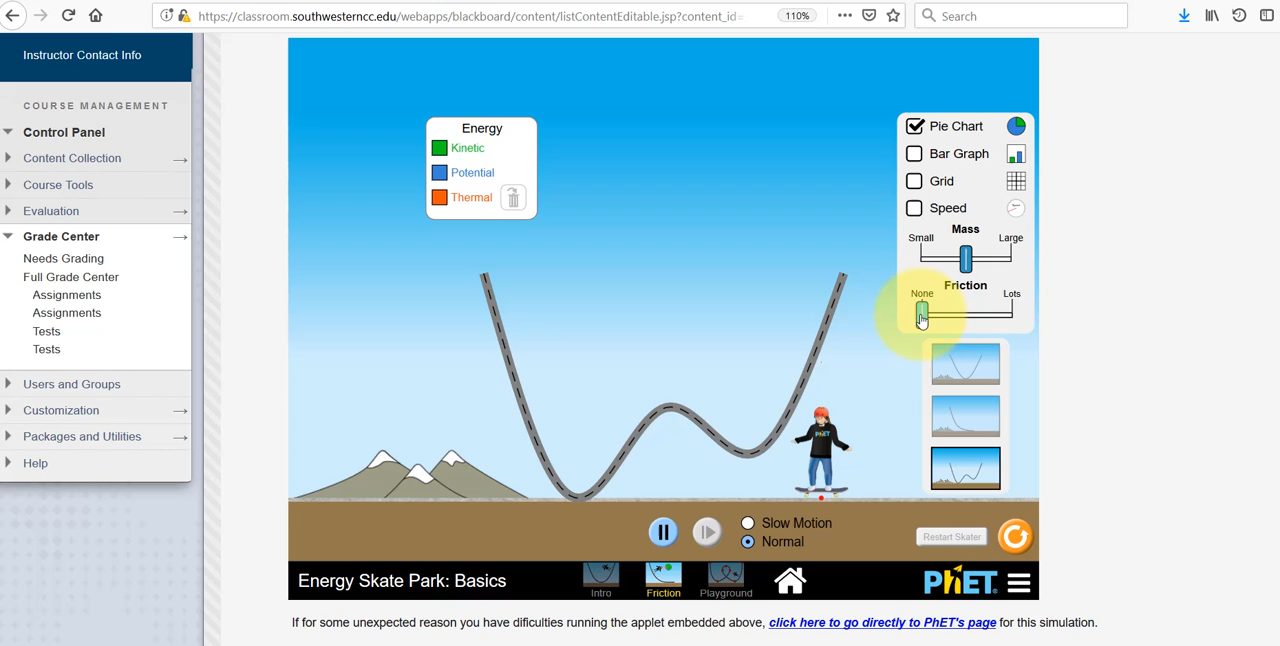 https://classroom.southwesterncc.edu/webapps/blackboard/content/listContentEditable.jsp?content_id=
110%
Search
Instructor Contact Info
COURSE MANAGEMENT
Control Panel
Content Collection
Course Tools
Evaluation
Grade Center
Needs Grading
Full Grade Center
Assignments
Assignments
Tests
Tests
Users and Groups
Customization
Packages and Utilities
Help
Energy
Kinetic
Potential
Thermal
Pie Chart
Bar Graph
Grid
Speed
Mass
Small Large
Friction
None Lots
PhET
Slow Motion
Normal
Restart Skater
Energy Skate Park: Basics
Intro
Friction
Playground
PhET
If for some unexpected reason you have dificulties running the applet embedded above, click here to go directly to PhET's page for this simulation.